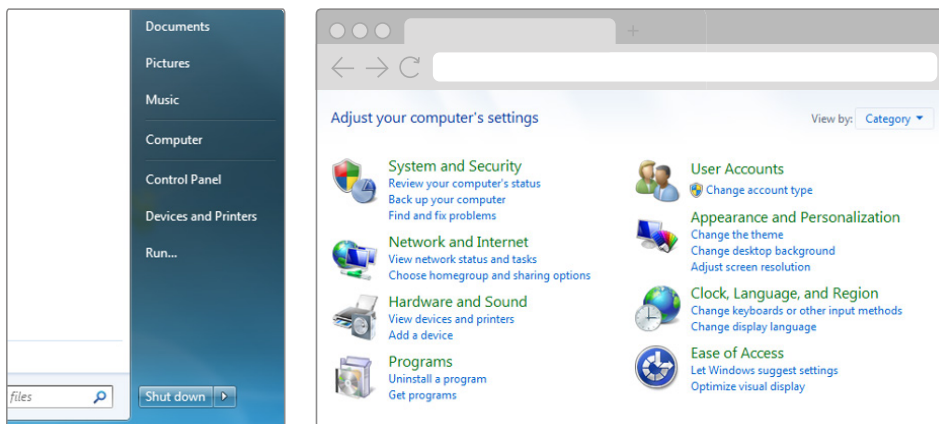 Documents
Pictures
Music
Computer
Control Panel
Devices and Printers
Run...
files
Shut down
Adjust your computer's settings
View by: Category
System and Security
Review your computer's status
Back up your computer
Find and fix problems
Network and Internet
View network status and tasks
Choose homegroup and sharing options
Hardware and Sound
View devices and printers
Add a device
Programs
Uninstall a program
Get programs
User Accounts
Change account type
Appearance and Personalization
Change the theme
Change desktop background
Adjust screen resolution
Clock, Language, and Region
Change keyboards or other input methods
Change display language
Ease of Access
Let Windows suggest settings
Optimize visual display